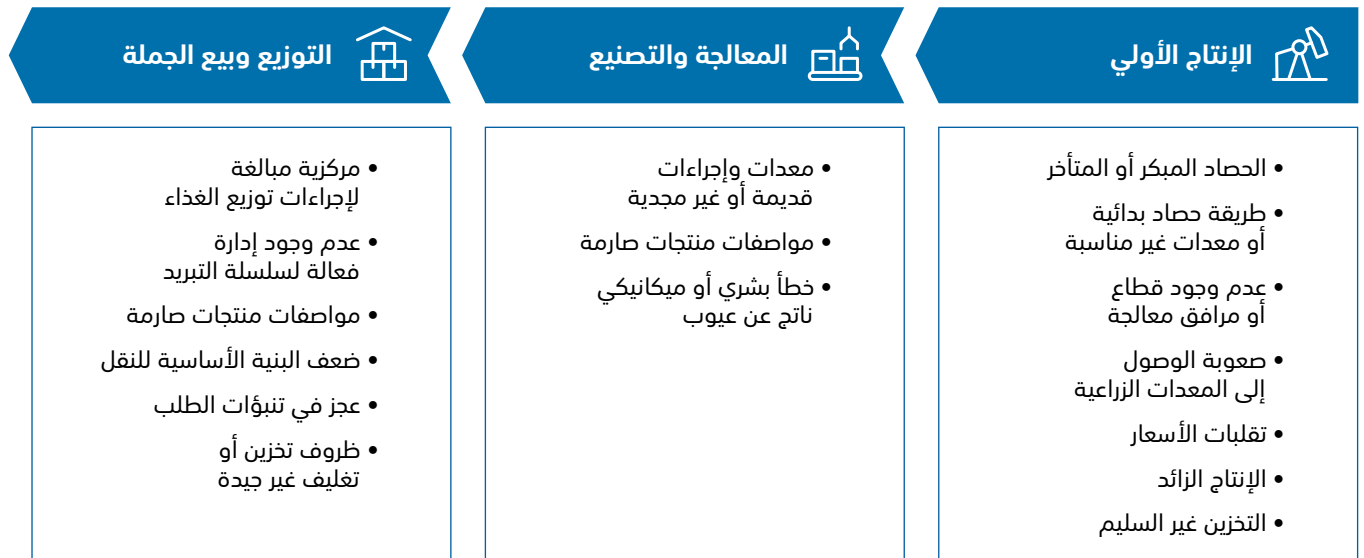 الإنتاج الأولي
• الحصاد المبكر أو المتأخر
• طريقة حصاد بدائية
أو معدات غير مناسبة
• عدم وجود قطاع
أو مرافق معالجة
• صعوبة الوصول
إلى المعدات الزراعية
• تقلبات الأسعار
• الإنتاج الزائد
• التخزين غير السليم
المعالجة والتصنيع
• معدات وإجراءات
قديمة أو غير مجدية
• مواصفات منتجات صارمة
• خطأ بشري أو ميكانيكي
ناتج عن عيوب
التوزيع وبيع الجملة
• مركزية مبالغة
لإجراءات توزيع الغذاء
• عدم وجود إدارة
فعالة لسلسلة التبريد
• مواصفات منتجات صارمة
• ضعف البنية الأساسية للنقل
• عجز في تنبؤات الطلب
• ظروف تخزين أو
تغليف غير جيدة